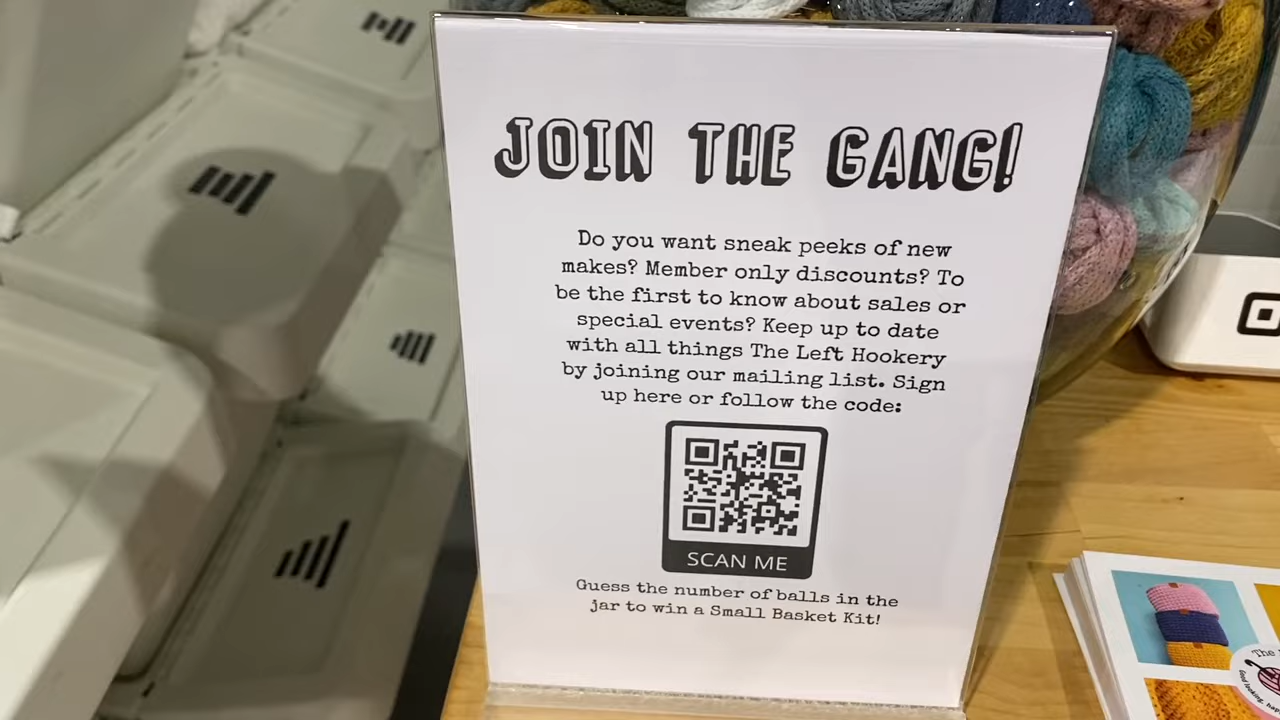 JOIN THE GANG!
Do you want sneak peeks of new
makes? Member only discounts? To
be the first to know about sales or
special events? Keep up to date
with all things The Left Hookery
by joining our mailing list. Sign
up here or follow the code:
SCAN ME
Guess the number of balls in the
jar to win a Small Basket Kit!
The